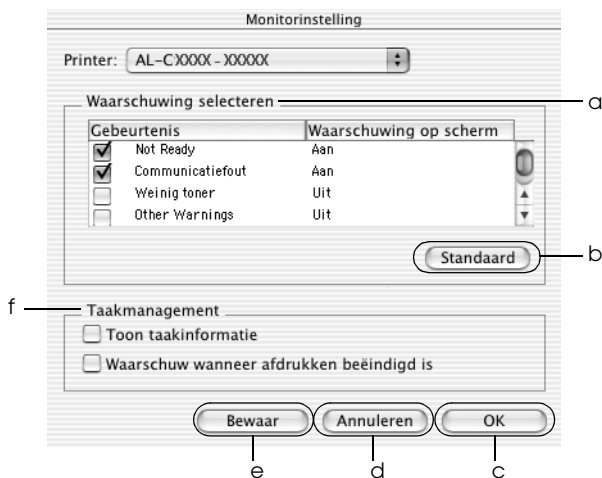 Monitorinstelling
Printer: AL-CXXXX - XXXXX
Waarschuwing selecteren a
Gebeurtenis Waarschuwing op scherm
Not Ready Aan
Communicatiefout Aan
Weinig toner Uit
Other Warnings Uit
Standaard b
f Taakmanagement
Toon taakinformatie
Waarschuw wanneer afdrukken beëindigd is
Bewaar Annuleren OK
e d c